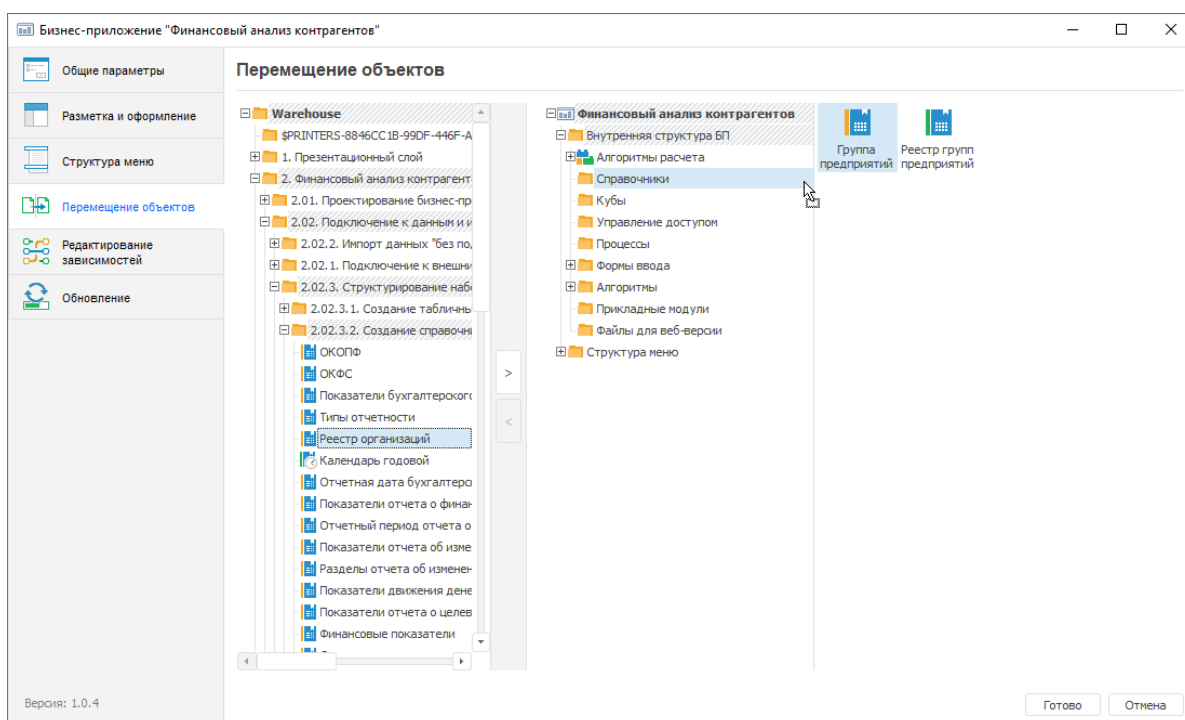 Бизнес-приложение "Финансовый анализ контрагентов"
Общие параметры
Разметка и оформление
Структура меню
Перемещение объектов
Редактирование
зависимостей
Обновление
Версия: 1.0.4
Перемещение объектов
Warehouse
$PRINTERS-8846CC1B-99DF-446F-A
1. Презентационный слой
2. Финансовый анализ контрагент
2.01. Проектирование бизнес-пр
2.02. Подключение к данным и и
2.02.2. Импорт данных "без по
2.02.1. Подключение к внешни
2.02.3. Структурирование набо
2.02.3.1. Создание табличны
2.02.3.2. Создание справочн
ОКОПФ
ОКФС
Показатели бухгалтерского
Типы отчетности
Реестр организаций
Календарь годовой
Отчетная дата бухгалтерс
Показатели отчета о финан
Отчетный период отчета о
Показатели отчета об изме
Разделы отчета об изменен
Показатели движения дене
Показатели отчета о целев
Финансовые показатели
>
<
Финансовый анализ контрагентов
Внутренняя структура БП
Алгоритмы расчета
Справочники
Кубы
Управление доступом
Процессы
Формы ввода
Алгоритмы
Прикладные модули
Файлы для веб-версии
Структура меню
Группа
предприятий
Реестр групп
предприятий
Готово
Отмена